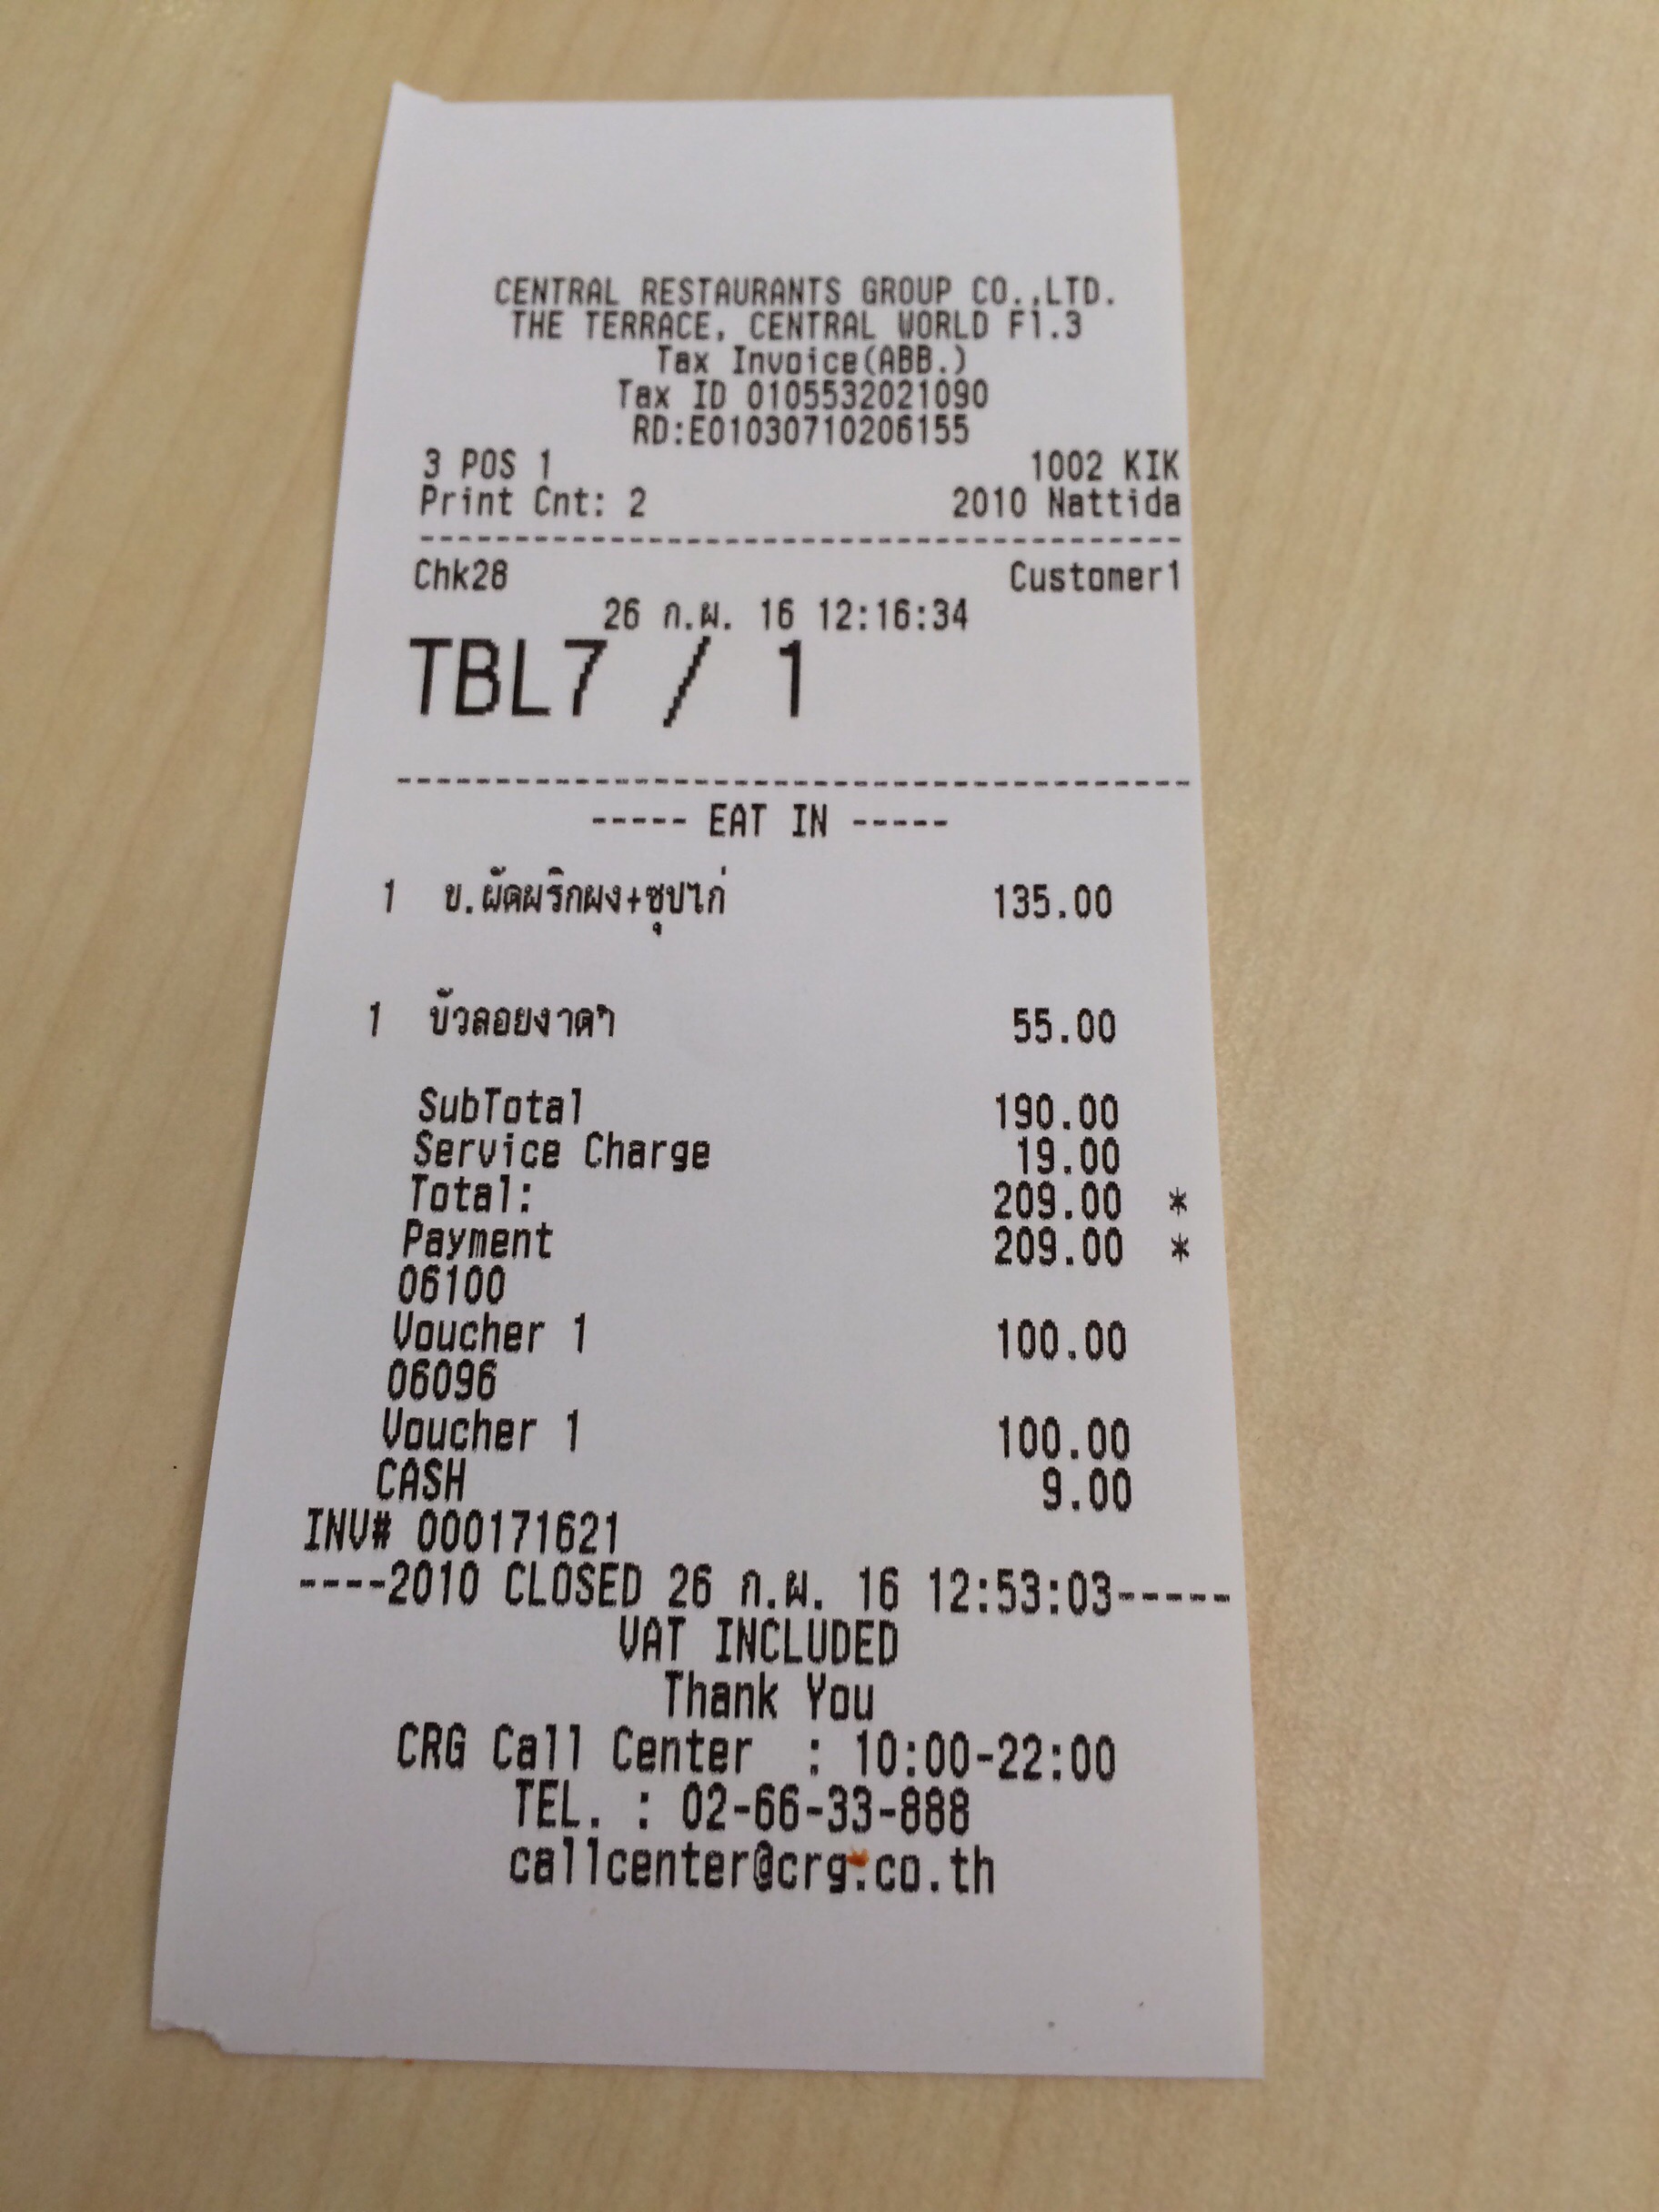 CENTRAL RESTAURANTS GROUP CO.,LTD.
THE TERRACE, CENTRAL WORLD Fl.3
Tax Invoice(ABB.)
Tax ID 0105532021090
RD:E01030710206155
3 POS 1 1002 KIK
Print Cnt: 2 2010 Nattida
Chk28 Customer1
26 ก.พ. 16 12:16:34
TBL7 / 1
----- EAT IN -----
1 ข.ผัดพริกผง+ซุปไก่ 135.00
1 บัวลอยงาดำ 55.00
SubTotal 190.00
Service Charge 19.00
Total: 209.00 *
Payment 209.00 *
06100
Voucher 1 100.00
06096
Voucher 1 100.00
CASH 9.00
INV# 000171621
----2010 CLOSED 26 ก.พ. 16 12:53:03-----
VAT INCLUDED
Thank You
CRG Call Center : 10:00-22:00
TEL. : 02-66-33-888
callcenter@crg.co.th